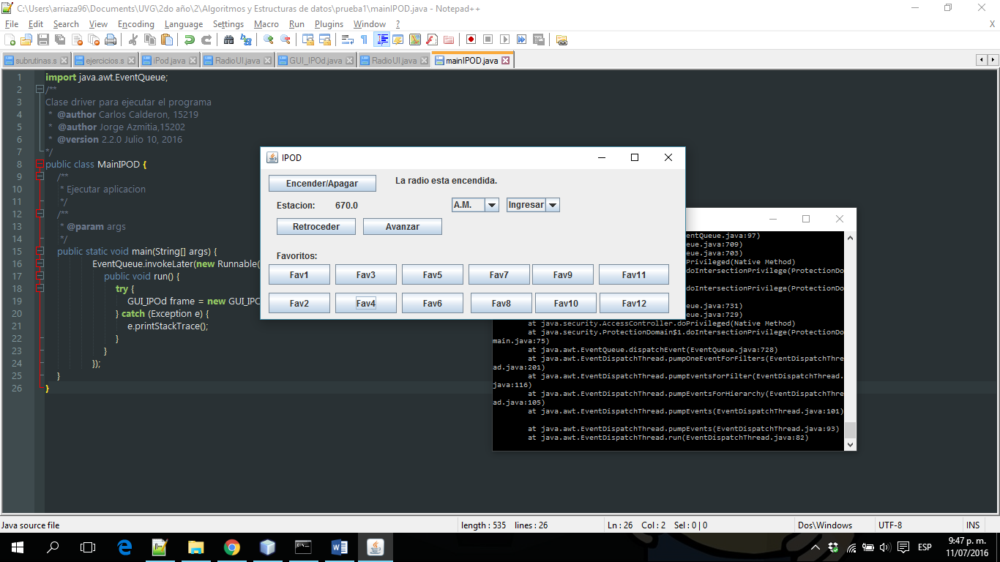 C:\Users\arriaza96\Documents\UVG\2do año\2\Algoritmos y Estructuras de datos\prueba1\mainIPOD.java - Notepad++
File Edit Search View Encoding Language Settings Macro Run Plugins Window ? X
subrutinas.s ejercicios.s iPod.java RadioUI.java GUI_IPOd.java RadioUI.java mainIPOD.java
1 import java.awt.EventQueue;
2 /**
3 Clase driver para ejecutar el programa
4 * @author Carlos Calderon, 15219
5 * @author Jorge Azmitia,15202
6 * @version 2.2.0 Julio 10, 2016
7 */
8 public class MainIPOD {
9 /**
10 * Ejecutar aplicacion
11 */
12 /**
13 * @param args
14 */
15 public static void main(String[] args) {
16 EventQueue.invokeLater(new Runnable(
17 public void run() {
18 try {
19 GUI_IPOd frame = new GUI_IPO
20 } catch (Exception e) {
21 e.printStackTrace();
22 }
23 }
24 });
25 }
26 }
IPOD
Encender/Apagar La radio esta encendida.
Estacion: 670.0 A.M. Ingresar
Retroceder Avanzar
Favoritos:
Fav1 Fav3 Fav5 Fav7 Fav9 Fav11
Fav2 Fav4 Fav6 Fav8 Fav10 Fav12
entQueue.java:97)
ueue.java:709)
ueue.java:703)
Privileged(Native Method)
doIntersectionPrivilege(ProtectionDo
doIntersectionPrivilege(ProtectionDo
ueue.java:731)
ueue.java:729)
at java.security.AccessController.doPrivileged(Native Method)
at java.security.ProtectionDomain$1.doIntersectionPrivilege(ProtectionDo
main.java:75)
at java.awt.EventQueue.dispatchEvent(EventQueue.java:728)
at java.awt.EventDispatchThread.pumpOneEventForFilters(EventDispatchThre
ad.java:201)
at java.awt.EventDispatchThread.pumpEventsForFilter(EventDispatchThread.
java:116)
at java.awt.EventDispatchThread.pumpEventsForHierarchy(EventDispatchThre
ad.java:105)
at java.awt.EventDispatchThread.pumpEvents(EventDispatchThread.java:101)
at java.awt.EventDispatchThread.pumpEvents(EventDispatchThread.java:93)
at java.awt.EventDispatchThread.run(EventDispatchThread.java:82)
Java source file length : 535 lines : 26 Ln : 26 Col : 2 Sel : 0 | 0 Dos\Windows UTF-8 INS
ESP 9:47 p. m.
11/07/2016